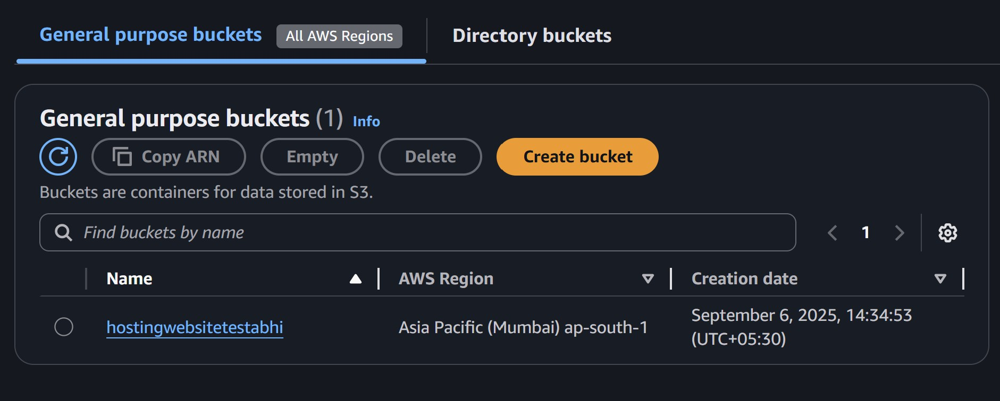 General purpose buckets All AWS Regions Directory buckets
General purpose buckets (1) Info
Copy ARN Empty Delete Create bucket
Buckets are containers for data stored in S3.
Find buckets by name 1
Name AWS Region Creation date
hostingwebsitetestabhi Asia Pacific (Mumbai) ap-south-1 September 6, 2025, 14:34:53
(UTC+05:30)